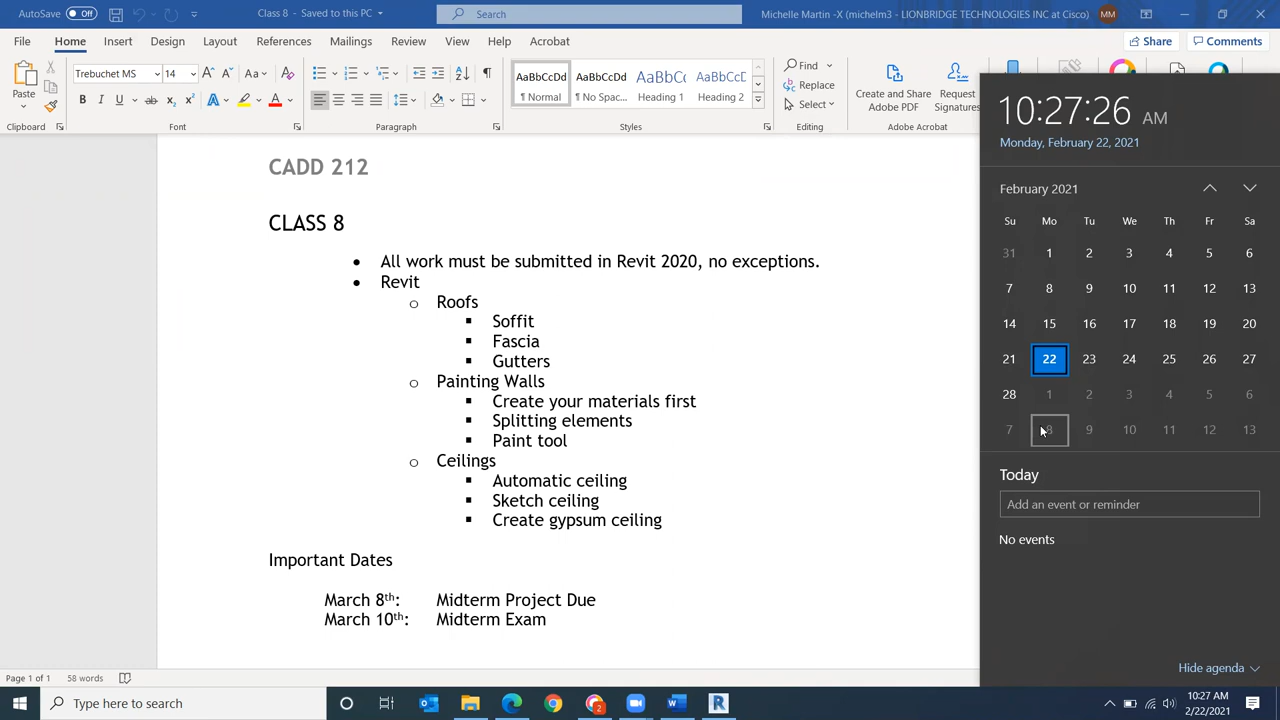 AutoSave Off
Class 8 - Saved to this PC
Search
Michelle Martin -X (michelm3 - LIONBRIDGE TECHNOLOGIES INC at Cisco)
MM
File Home Insert Draw Design Layout References Mailings Review View Help Acrobat
Share
Comments
Paste
Clipboard
Trebuchet MS 14
Font
Paragraph
AaBbCcDd AaBbCcDd AaBbCc AaBbCcD
¶ Normal ¶ No Spac... Heading 1 Heading 2
Styles
Find
Replace
Select
Editing
Create and Share
Adobe PDF
Request
Signatures
Adobe Acrobat
CADD 212
CLASS 8
• All work must be submitted in Revit 2020, no exceptions.
• Revit
o Roofs
▪ Soffit
▪ Fascia
▪ Gutters
o Painting Walls
▪ Create your materials first
▪ Splitting elements
▪ Paint tool
o Ceilings
▪ Automatic ceiling
▪ Sketch ceiling
▪ Create gypsum ceiling
Important Dates
March 8th: Midterm Project Due
March 10th: Midterm Exam
10:27:26 AM
Monday, February 22, 2021
February 2021
Su Mo Tu We Th Fr Sa
31 1 2 3 4 5 6
7 8 9 10 11 12 13
14 15 16 17 18 19 20
21 22 23 24 25 26 27
28 1 2 3 4 5 6
7 8 9 10 11 12 13
Today
Add an event or reminder
No events
Hide agenda
Page 1 of 1 58 words
Type here to search
10:27 AM
2/22/2021